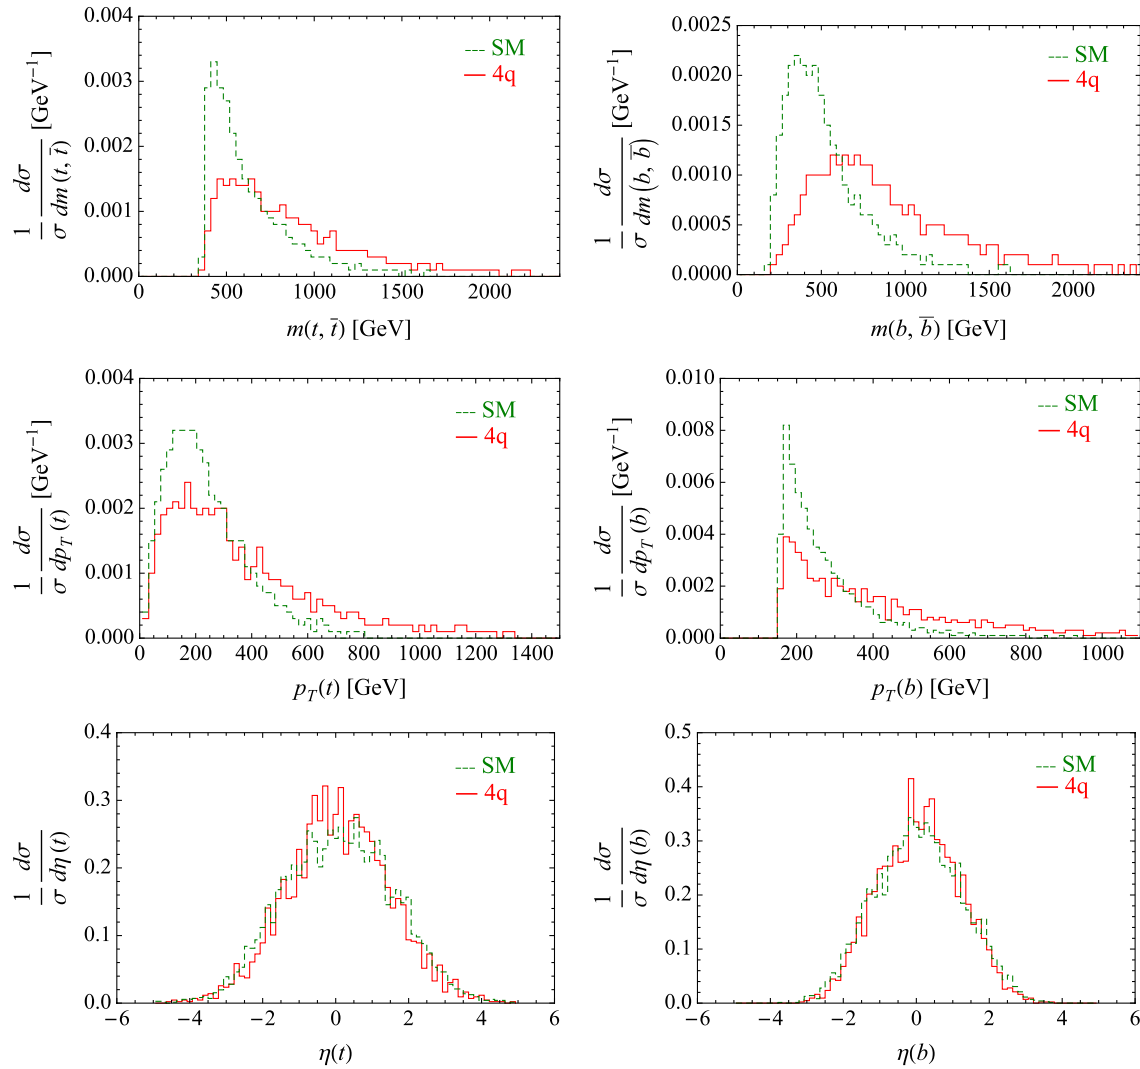 0.004
0.003
0.002
0.001
0.000
0 500 1000 1500 2000
1/σ dσ/dm(t, t̅) [GeV⁻¹]
m(t, t̅) [GeV]
SM
4q
0.0025
0.0020
0.0015
0.0010
0.0005
0.0000
0 500 1000 1500 2000
1/σ dσ/dm(b, b̅) [GeV⁻¹]
m(b, b̅) [GeV]
SM
4q
0.004
0.003
0.002
0.001
0.000
0 200 400 600 800 1000 1200 1400
1/σ dσ/dp_T(t) [GeV⁻¹]
p_T(t) [GeV]
SM
4q
0.010
0.008
0.006
0.004
0.002
0.000
200 400 600 800 1000
1/σ dσ/dp_T(b) [GeV⁻¹]
p_T(b) [GeV]
SM
4q
0.4
0.3
0.2
0.1
0.0
−6 −4 −2 0 2 4 6
1/σ dσ/dη(t)
η(t)
SM
4q
0.5
0.4
0.3
0.2
0.1
0.0
−6 −4 −2 0 2 4 6
1/σ dσ/dη(b)
η(b)
SM
4q